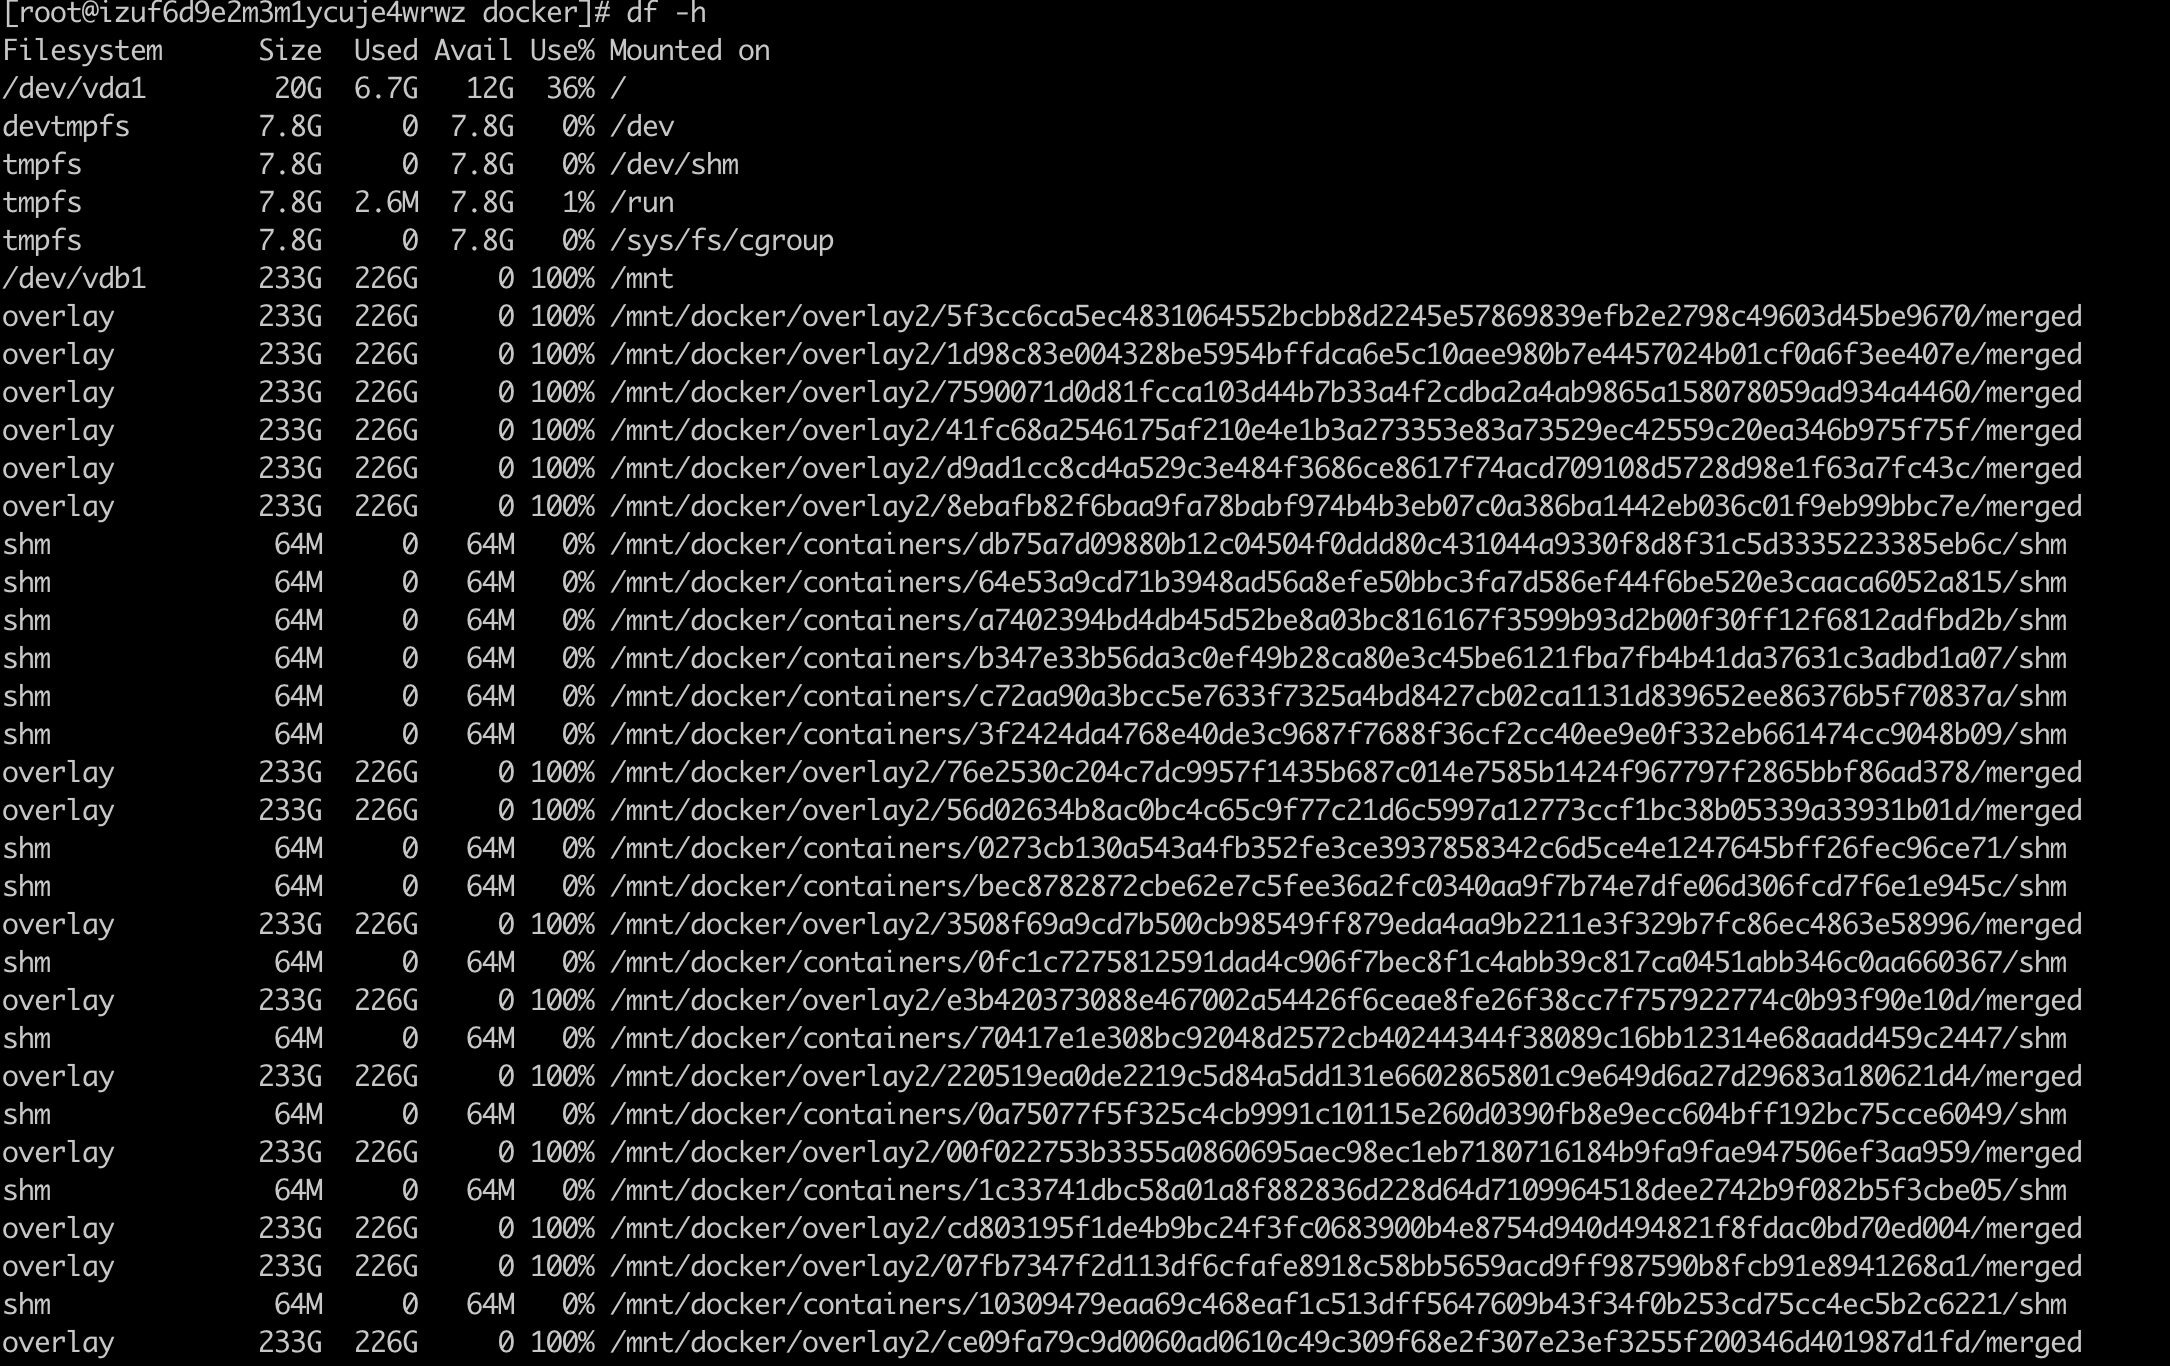 [root@izuf6d9e2m3m1ycuje4wrwz docker]# df -h
Filesystem      Size  Used Avail Use% Mounted on
/dev/vda1        20G  6.7G   12G  36% /
devtmpfs        7.8G     0  7.8G   0% /dev
tmpfs           7.8G     0  7.8G   0% /dev/shm
tmpfs           7.8G  2.6M  7.8G   1% /run
tmpfs           7.8G     0  7.8G   0% /sys/fs/cgroup
/dev/vdb1       233G  226G     0 100% /mnt
overlay         233G  226G     0 100% /mnt/docker/overlay2/5f3cc6ca5ec4831064552bcbb8d2245e57869839efb2e2798c49603d45be9670/merged
overlay         233G  226G     0 100% /mnt/docker/overlay2/1d98c83e004328be5954bffdca6e5c10aee980b7e4457024b01cf0a6f3ee407e/merged
overlay         233G  226G     0 100% /mnt/docker/overlay2/7590071d0d81fcca103d44b7b33a4f2cdba2a4ab9865a158078059ad934a4460/merged
overlay         233G  226G     0 100% /mnt/docker/overlay2/41fc68a2546175af210e4e1b3a273353e83a73529ec42559c20ea346b975f75f/merged
overlay         233G  226G     0 100% /mnt/docker/overlay2/d9ad1cc8cd4a529c3e484f3686ce8617f74acd709108d5728d98e1f63a7fc43c/merged
overlay         233G  226G     0 100% /mnt/docker/overlay2/8ebafb82f6baa9fa78babf974b4b3eb07c0a386ba1442eb036c01f9eb99bbc7e/merged
shm              64M     0   64M   0% /mnt/docker/containers/db75a7d09880b12c04504f0ddd80c431044a9330f8d8f31c5d3335223385eb6c/shm
shm              64M     0   64M   0% /mnt/docker/containers/64e53a9cd71b3948ad56a8efe50bbc3fa7d586ef44f6be520e3caaca6052a815/shm
shm              64M     0   64M   0% /mnt/docker/containers/a7402394bd4db45d52be8a03bc816167f3599b93d2b00f30ff12f6812adfbd2b/shm
shm              64M     0   64M   0% /mnt/docker/containers/b347e33b56da3c0ef49b28ca80e3c45be6121fba7fb4b41da37631c3adbd1a07/shm
shm              64M     0   64M   0% /mnt/docker/containers/c72aa90a3bcc5e7633f7325a4bd8427cb02ca1131d839652ee86376b5f70837a/shm
shm              64M     0   64M   0% /mnt/docker/containers/3f2424da4768e40de3c9687f7688f36cf2cc40ee9e0f332eb661474cc9048b09/shm
overlay         233G  226G     0 100% /mnt/docker/overlay2/76e2530c204c7dc9957f1435b687c014e7585b1424f967797f2865bbf86ad378/merged
overlay         233G  226G     0 100% /mnt/docker/overlay2/56d02634b8ac0bc4c65c9f77c21d6c5997a12773ccf1bc38b05339a33931b01d/merged
shm              64M     0   64M   0% /mnt/docker/containers/0273cb130a543a4fb352fe3ce3937858342c6d5ce4e1247645bff26fec96ce71/shm
shm              64M     0   64M   0% /mnt/docker/containers/bec8782872cbe62e7c5fee36a2fc0340aa9f7b74e7dfe06d306fcd7f6e1e945c/shm
overlay         233G  226G     0 100% /mnt/docker/overlay2/3508f69a9cd7b500cb98549ff879eda4aa9b2211e3f329b7fc86ec4863e58996/merged
shm              64M     0   64M   0% /mnt/docker/containers/0fc1c7275812591dad4c906f7bec8f1c4abb39c817ca0451abb346c0aa660367/shm
overlay         233G  226G     0 100% /mnt/docker/overlay2/e3b420373088e467002a54426f6ceae8fe26f38cc7f757922774c0b93f90e10d/merged
shm              64M     0   64M   0% /mnt/docker/containers/70417e1e308bc92048d2572cb40244344f38089c16bb12314e68aadd459c2447/shm
overlay         233G  226G     0 100% /mnt/docker/overlay2/220519ea0de2219c5d84a5dd131e6602865801c9e649d6a27d29683a180621d4/merged
shm              64M     0   64M   0% /mnt/docker/containers/0a75077f5f325c4cb9991c10115e260d0390fb8e9ecc604bff192bc75cce6049/shm
overlay         233G  226G     0 100% /mnt/docker/overlay2/00f022753b3355a0860695aec98ec1eb7180716184b9fa9fae947506ef3aa959/merged
shm              64M     0   64M   0% /mnt/docker/containers/1c33741dbc58a01a8f882836d228d64d7109964518dee2742b9f082b5f3cbe05/shm
overlay         233G  226G     0 100% /mnt/docker/overlay2/cd803195f1de4b9bc24f3fc0683900b4e8754d940d494821f8fdac0bd70ed004/merged
overlay         233G  226G     0 100% /mnt/docker/overlay2/07fb7347f2d113df6cfafe8918c58bb5659acd9ff987590b8fcb91e8941268a1/merged
shm              64M     0   64M   0% /mnt/docker/containers/10309479eaa69c468eaf1c513dff5647609b43f34f0b253cd75cc4ec5b2c6221/shm
overlay         233G  226G     0 100% /mnt/docker/overlay2/ce09fa79c9d0060ad0610c49c309f68e2f307e23ef3255f200346d401987d1fd/merged